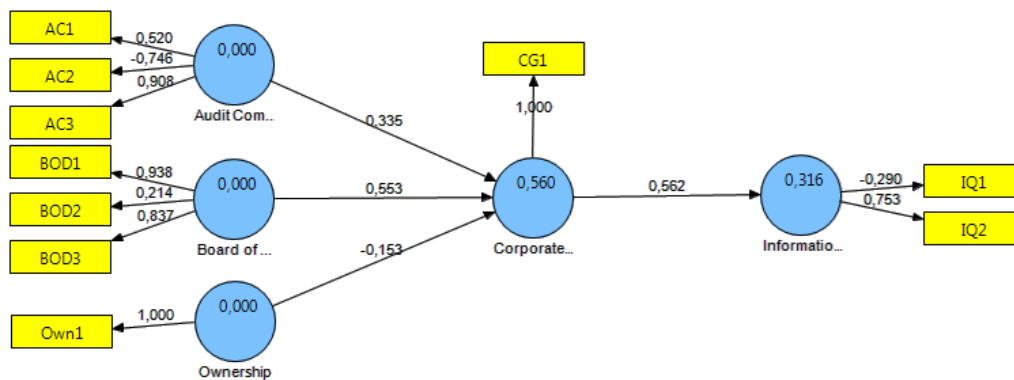 AC1
0,520
0,000
CG1
-0,746
AC2
0,908
1,000
Audit Com...
AC3
0,335
BOD1
0,938
0,000
0,560
0,316
-0,290
IQ1
0,214
0,553
0,562
BOD2
0,753
0,837
IQ2
Board of ...
Corporate...
Informatio...
BOD3
-0,153
0,000
1,000
Own1
Ownership